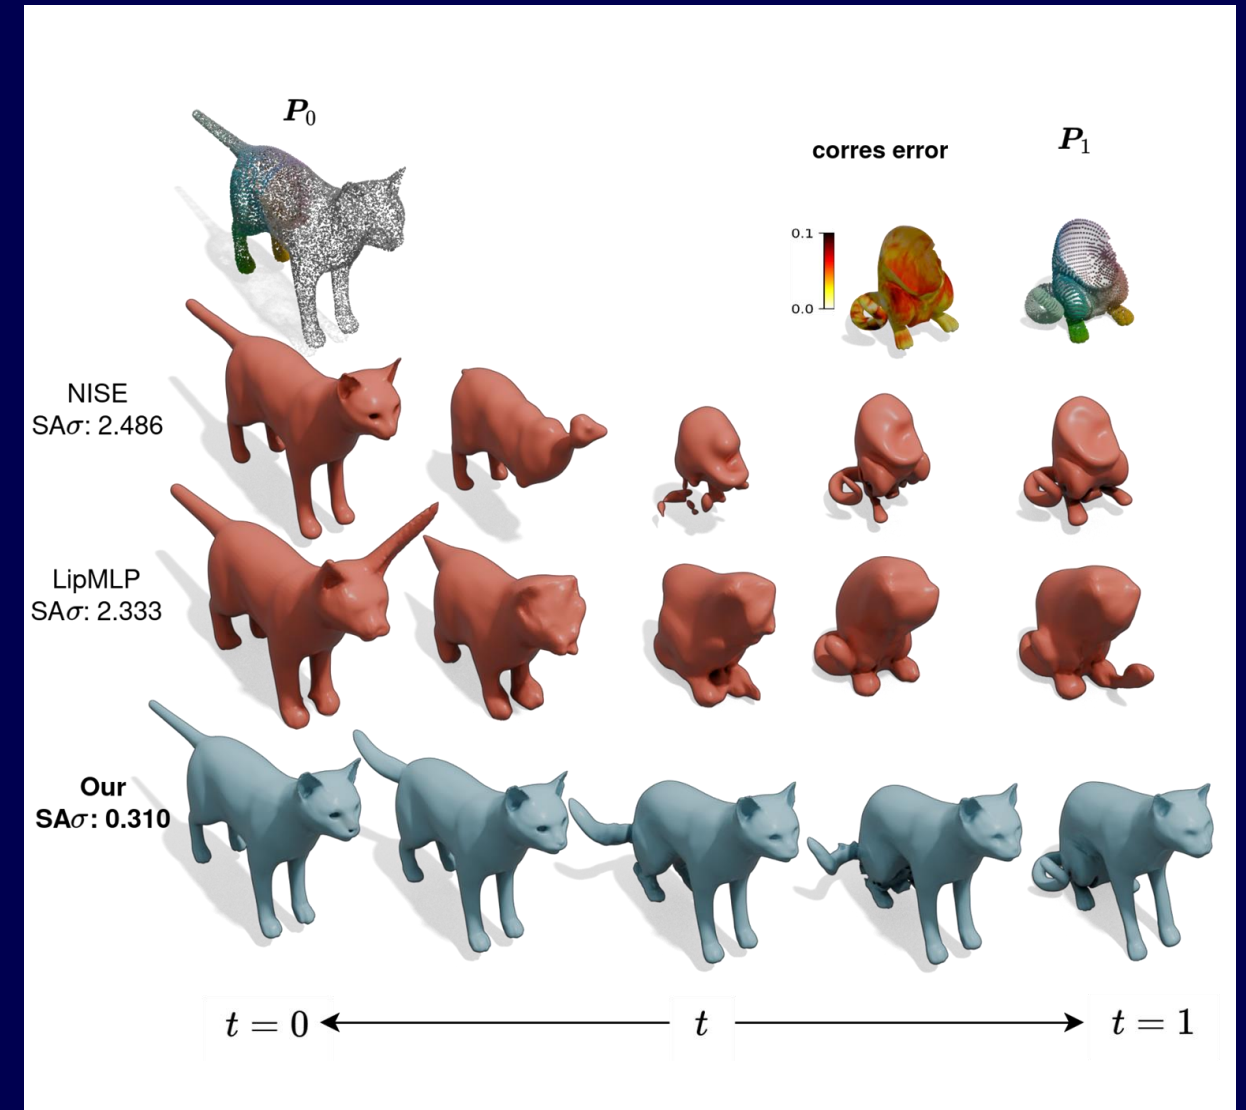 P₀
corres error
P₁
0.1
0.0
NISE
SAσ: 2.486
LipMLP
SAσ: 2.333
Our
SAσ: 0.310
t = 0
t
t = 1